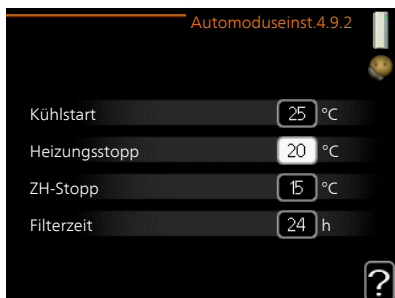 Automoduseinst.4.9.2
Kühlstart 25 °C
Heizungsstopp 20 °C
ZH-Stopp 15 °C
Filterzeit 24 h
?